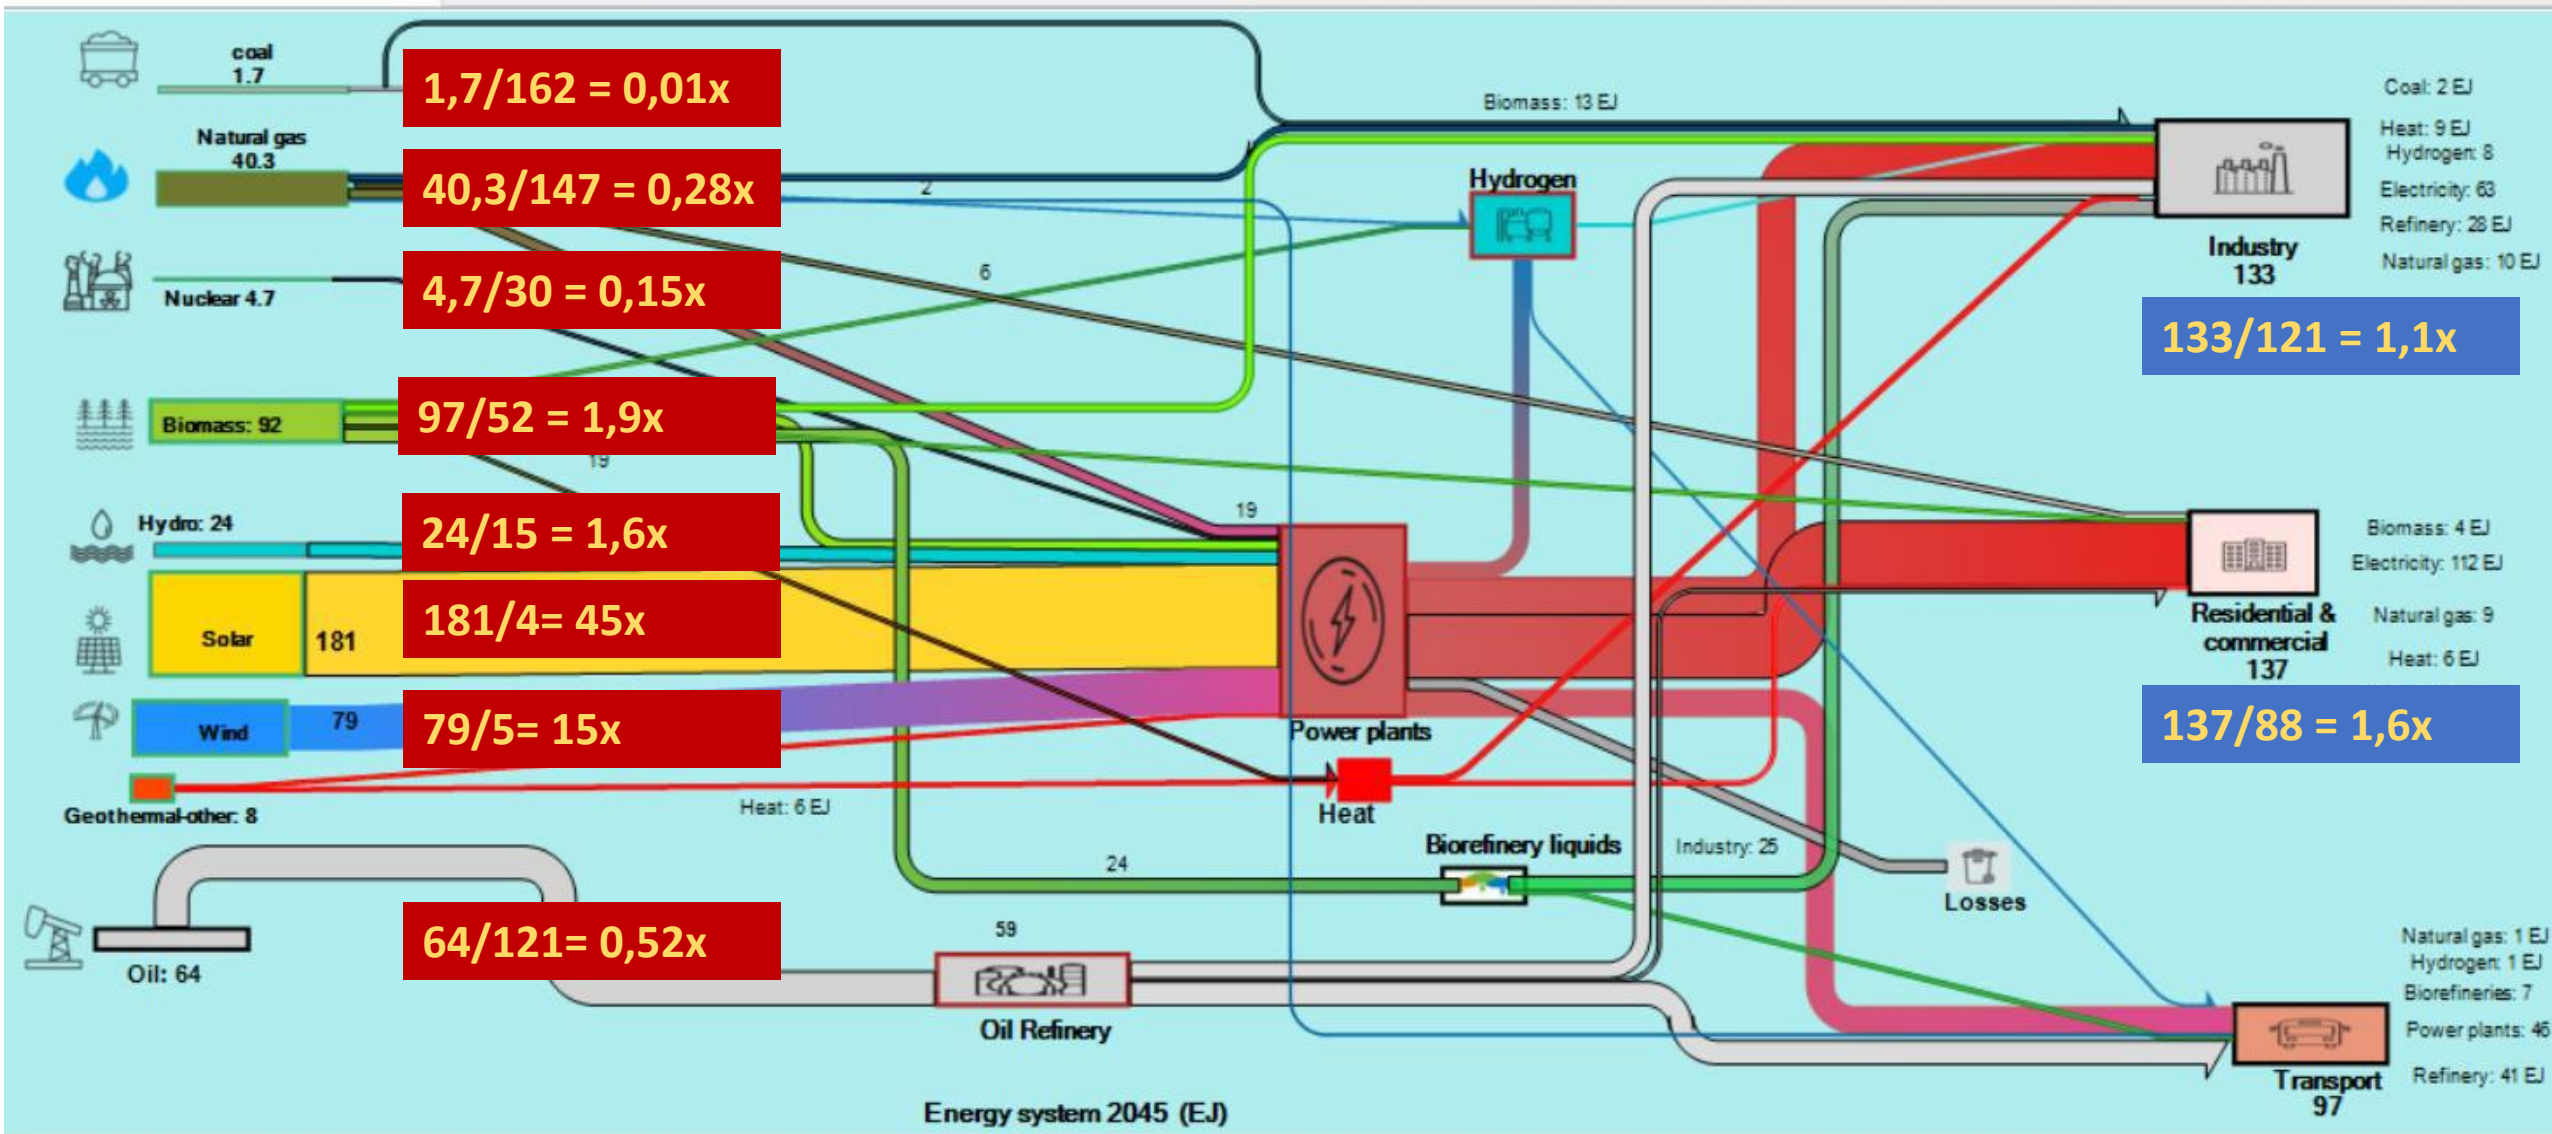 coal
1.7
1,7/162 = 0,01x
Biomass: 13 EJ
Coal: 2 EJ
Natural gas
40.3
40,3/147 = 0,28x
2
Hydrogen
Heat: 9 EJ
Hydrogen: 8
Electricity: 63
Refinery: 28 EJ
Natural gas: 10 EJ
Industry
133
133/121 = 1,1x
Nuclear 4.7
4,7/30 = 0,15x
6
Biomass: 92
97/52 = 1,9x
19
Hydro: 24
24/15 = 1,6x
19
Solar
181
181/4= 45x
Biomass: 4 EJ
Electricity: 112 EJ
Natural gas: 9
Heat: 6 EJ
Residential &
commercial
137
137/88 = 1,6x
Wind
79
79/5= 15x
Power plants
Geothermal-other: 8
Heat: 6 EJ
Heat
Biorefinery liquids
Industry: 25
24
Losses
Oil: 64
64/121= 0,52x
59
Oil Refinery
Natural gas: 1 EJ
Hydrogen: 1 EJ
Biorefineries: 7
Power plants: 46
Refinery: 41 EJ
Transport
97
Energy system 2045 (EJ)